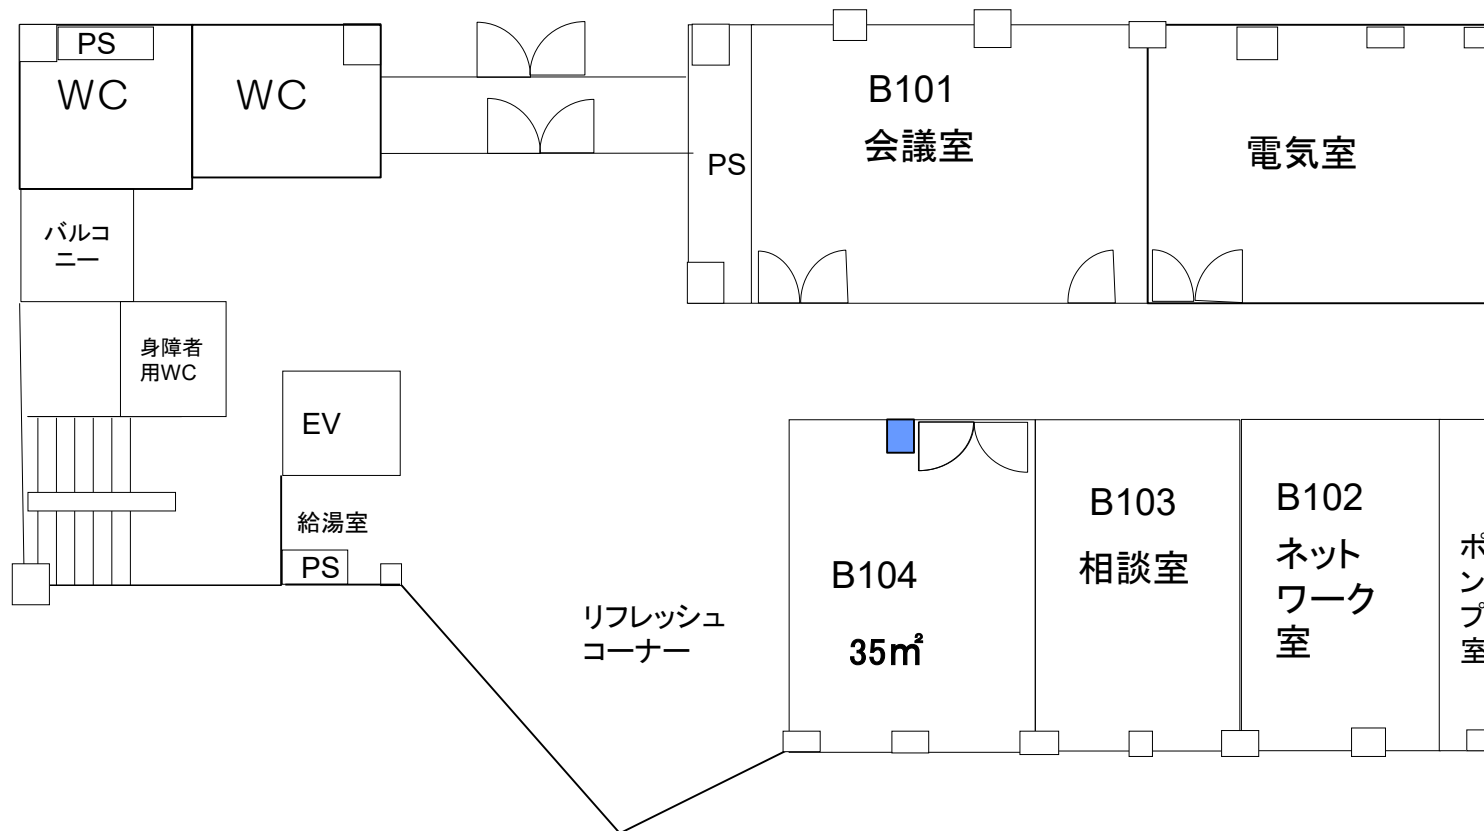 PS
WC
WC
B101
会議室
電気室
PS
バルコ
ニー
身障者
用WC
EV
給湯室
PS
リフレッシュ
コーナー
B104
35㎡
B103
相談室
B102
ネット
ワーク
室
ポ
ン
プ
室